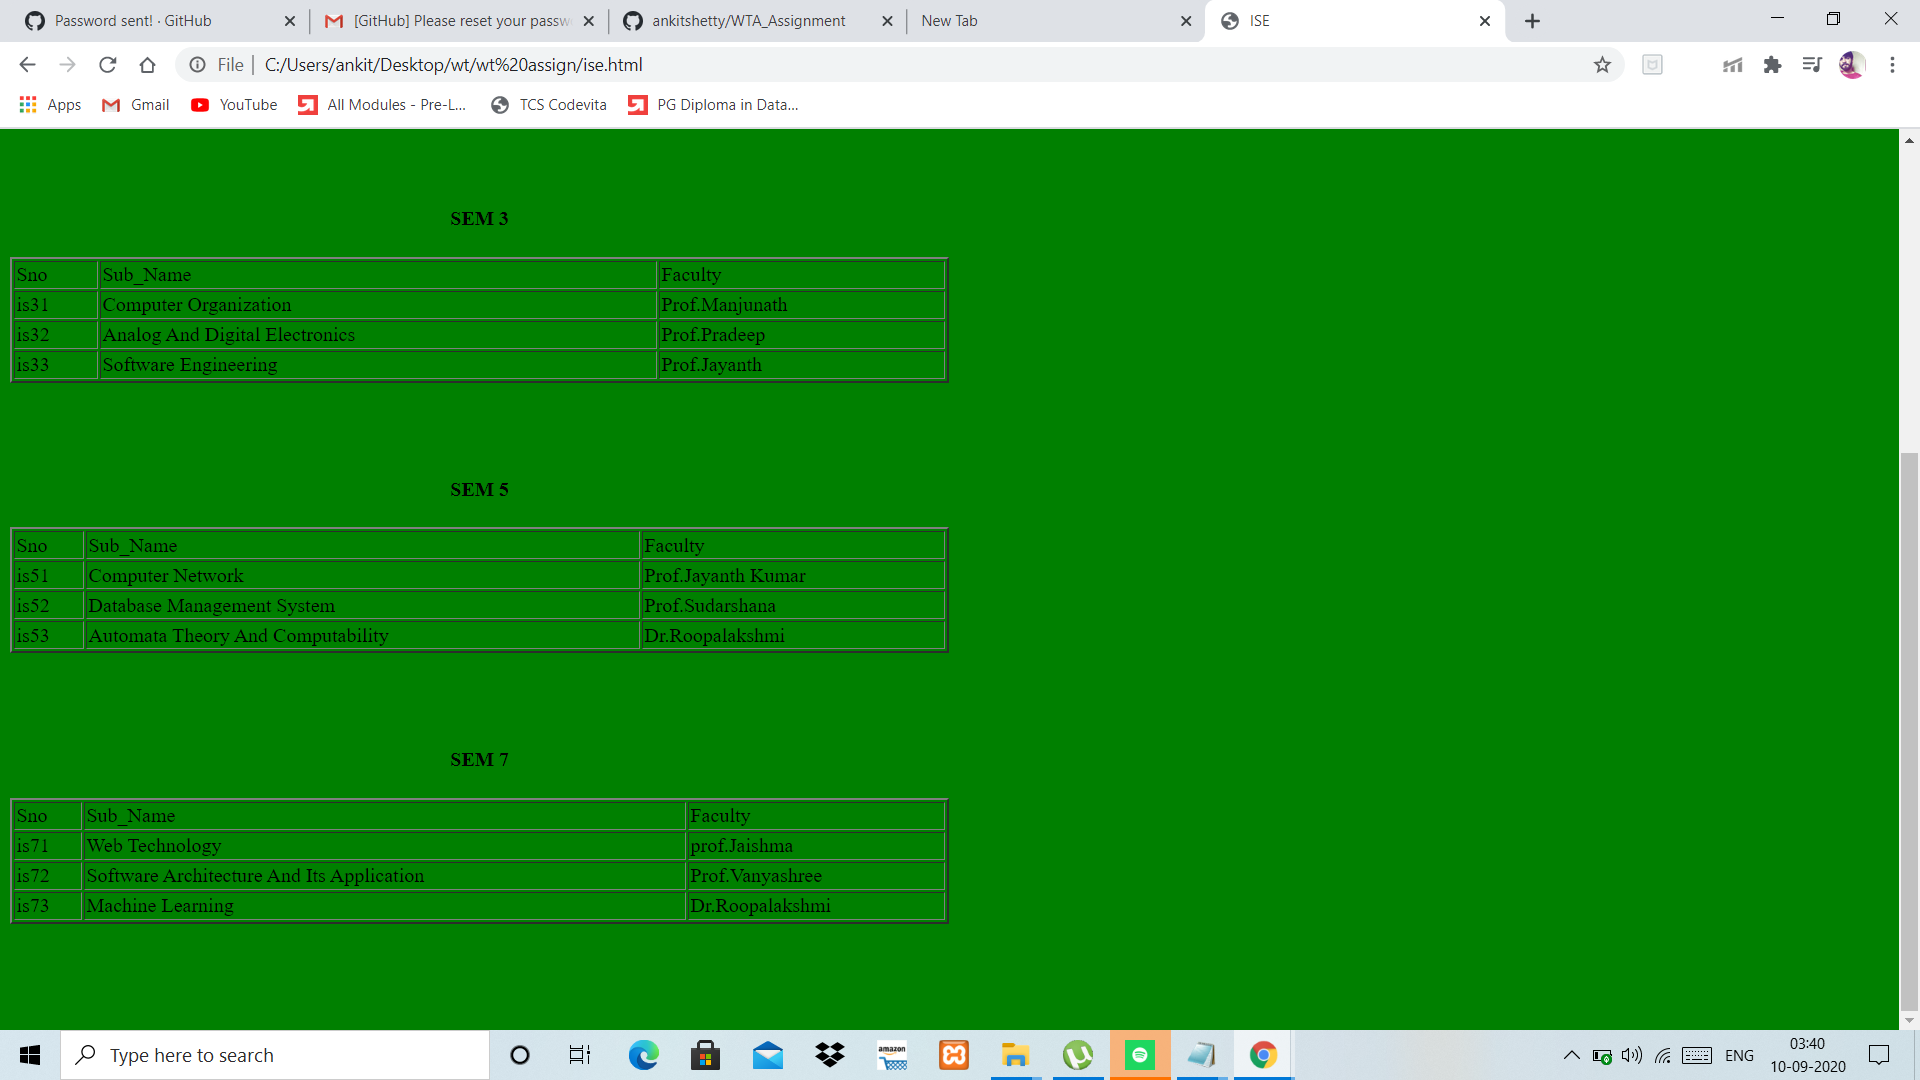 Password sent! · GitHub
[GitHub] Please reset your passw
ankitshetty/WTA_Assignment
New Tab
ISE
File
C:/Users/ankit/Desktop/wt/wt%20assign/ise.html
Apps
Gmail
YouTube
All Modules - Pre-L...
TCS Codevita
PG Diploma in Data...
SEM 3
Sno Sub_Name Faculty
is31 Computer Organization Prof.Manjunath
is32 Analog And Digital Electronics Prof.Pradeep
is33 Software Engineering Prof.Jayanth
SEM 5
Sno Sub_Name Faculty
is51 Computer Network Prof.Jayanth Kumar
is52 Database Management System Prof.Sudarshana
is53 Automata Theory And Computability Dr.Roopalakshmi
SEM 7
Sno Sub_Name Faculty
is71 Web Technology prof.Jaishma
is72 Software Architecture And Its Application Prof.Vanyashree
is73 Machine Learning Dr.Roopalakshmi
Type here to search
amazon
ENG
03:40
10-09-2020